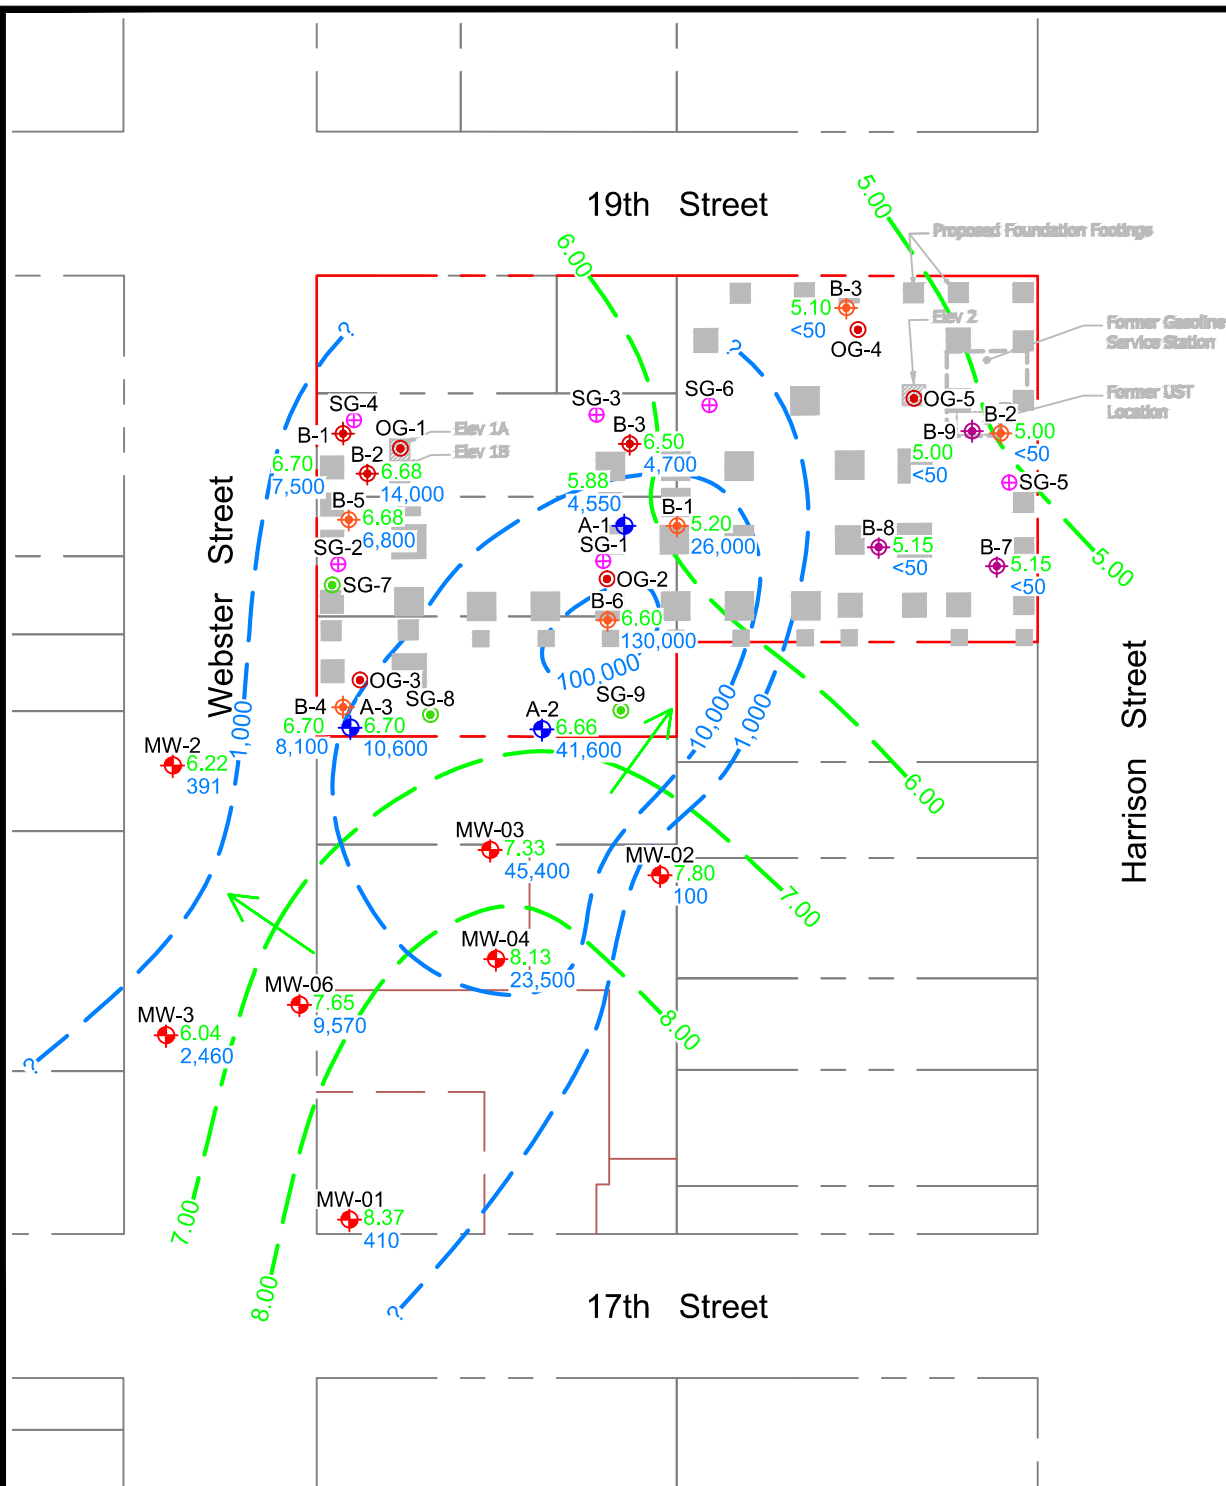 5.00
19th Street
Proposed Foundation Footings
6.00
B-3
5.10
<50
OG-4
Elev 2
Former Gasoline
Service Station
?
?
SG-6
SG-3
SG-4
OG-5
Former UST
Location
B-1
OG-1
Elev 1A
Elev 1B
B-3
6.50
4,700
B-9
5.00
<50
B-2
5.00
<50
6.70
7,500
B-2
6.68
14,000
5.88
4,550
SG-5
B-5
6.68
6,800
A-1
B-1
5.20
26,000
B-8
5.15
<50
B-7
5.15
<50
5.00
SG-2
SG-1
SG-7
OG-2
B-6
6.60
130,000
100,000
Webster Street
Harrison Street
OG-3
SG-8
SG-9
B-4
6.70
8,100
A-3
6.70
10,600
A-2
6.66
41,600
10,000
1,000
1,000
MW-2
6.22
391
6.00
MW-03
7.33
45,400
MW-02
7.80
100
7.00
MW-04
8.13
23,500
MW-06
7.65
9,570
8.00
MW-3
6.04
2,460
?
MW-01
8.37
410
7.00
8.00
?
17th Street